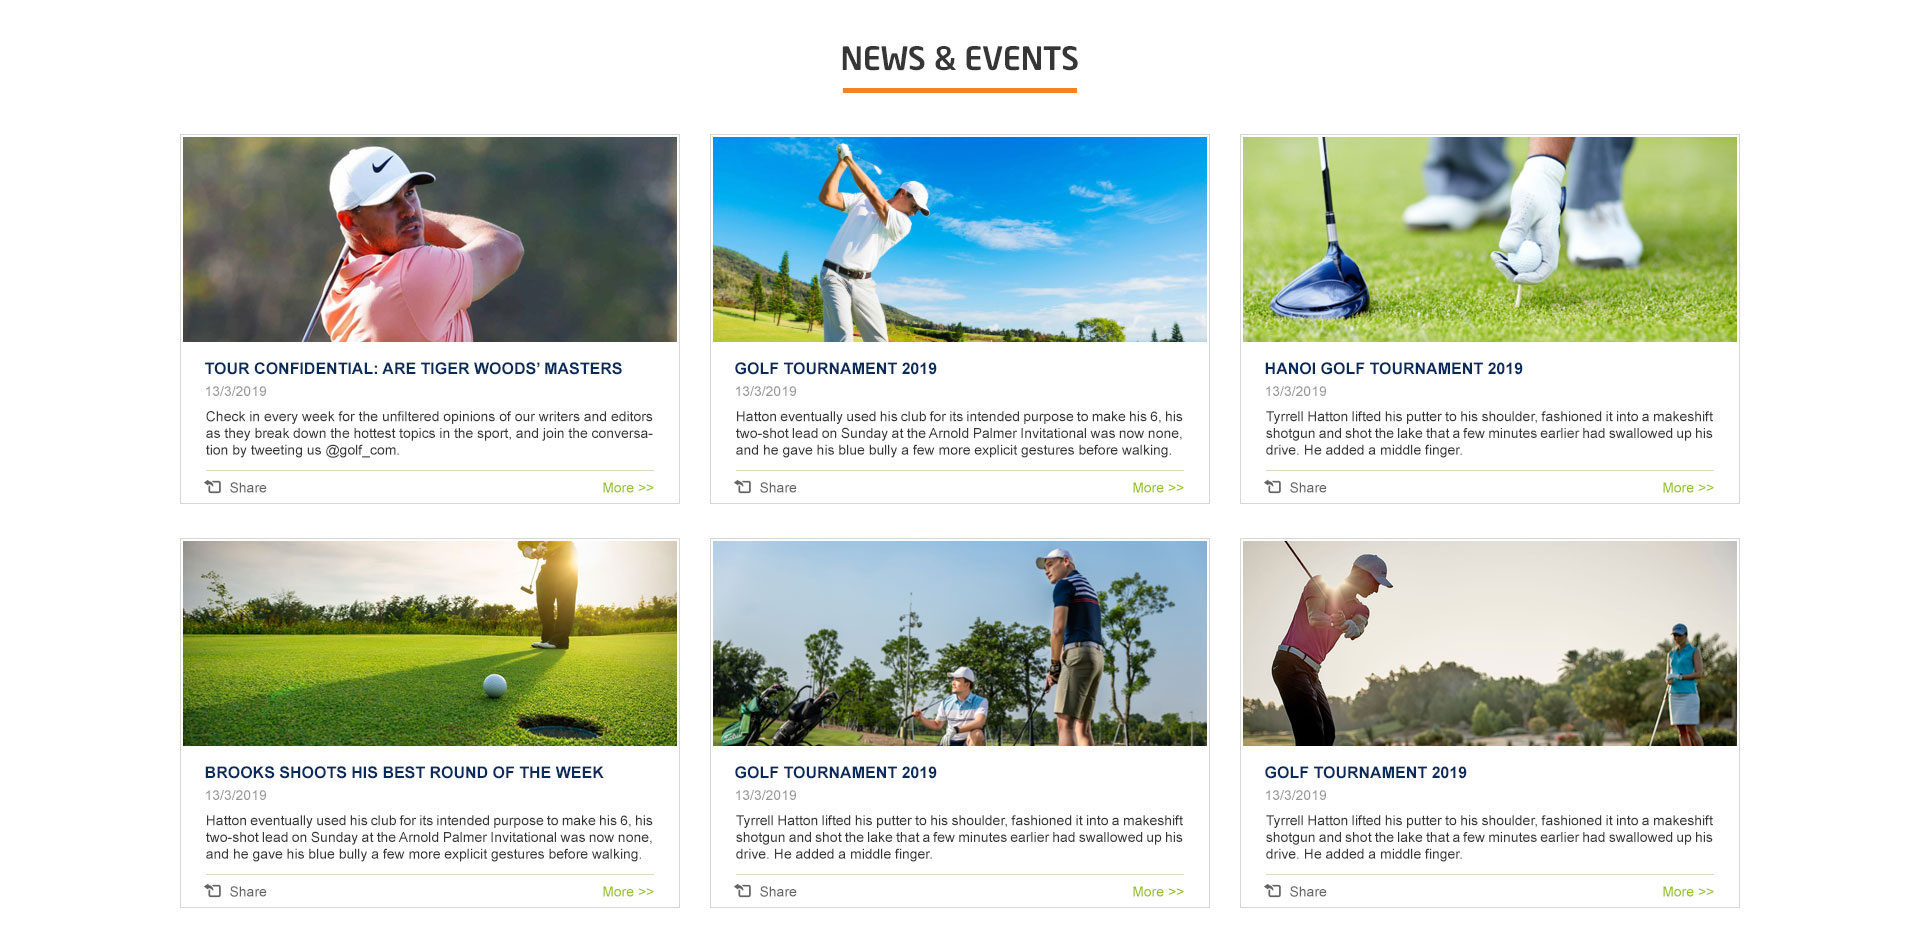 NEWS & EVENTS
TOUR CONFIDENTIAL: ARE TIGER WOODS’ MASTERS
13/3/2019
Check in every week for the unfiltered opinions of our writers and editors
as they break down the hottest topics in the sport, and join the conversa-
tion by tweeting us @golf_com.
Share
More >>
GOLF TOURNAMENT 2019
13/3/2019
Hatton eventually used his club for its intended purpose to make his 6, his
two-shot lead on Sunday at the Arnold Palmer Invitational was now none,
and he gave his blue bully a few more explicit gestures before walking.
Share
More >>
HANOI GOLF TOURNAMENT 2019
13/3/2019
Tyrrell Hatton lifted his putter to his shoulder, fashioned it into a makeshift
shotgun and shot the lake that a few minutes earlier had swallowed up his
drive. He added a middle finger.
Share
More >>
BROOKS SHOOTS HIS BEST ROUND OF THE WEEK
13/3/2019
Hatton eventually used his club for its intended purpose to make his 6, his
two-shot lead on Sunday at the Arnold Palmer Invitational was now none,
and he gave his blue bully a few more explicit gestures before walking.
Share
More >>
GOLF TOURNAMENT 2019
13/3/2019
Tyrrell Hatton lifted his putter to his shoulder, fashioned it into a makeshift
shotgun and shot the lake that a few minutes earlier had swallowed up his
drive. He added a middle finger.
Share
More >>
GOLF TOURNAMENT 2019
13/3/2019
Tyrrell Hatton lifted his putter to his shoulder, fashioned it into a makeshift
shotgun and shot the lake that a few minutes earlier had swallowed up his
drive. He added a middle finger.
Share
More >>